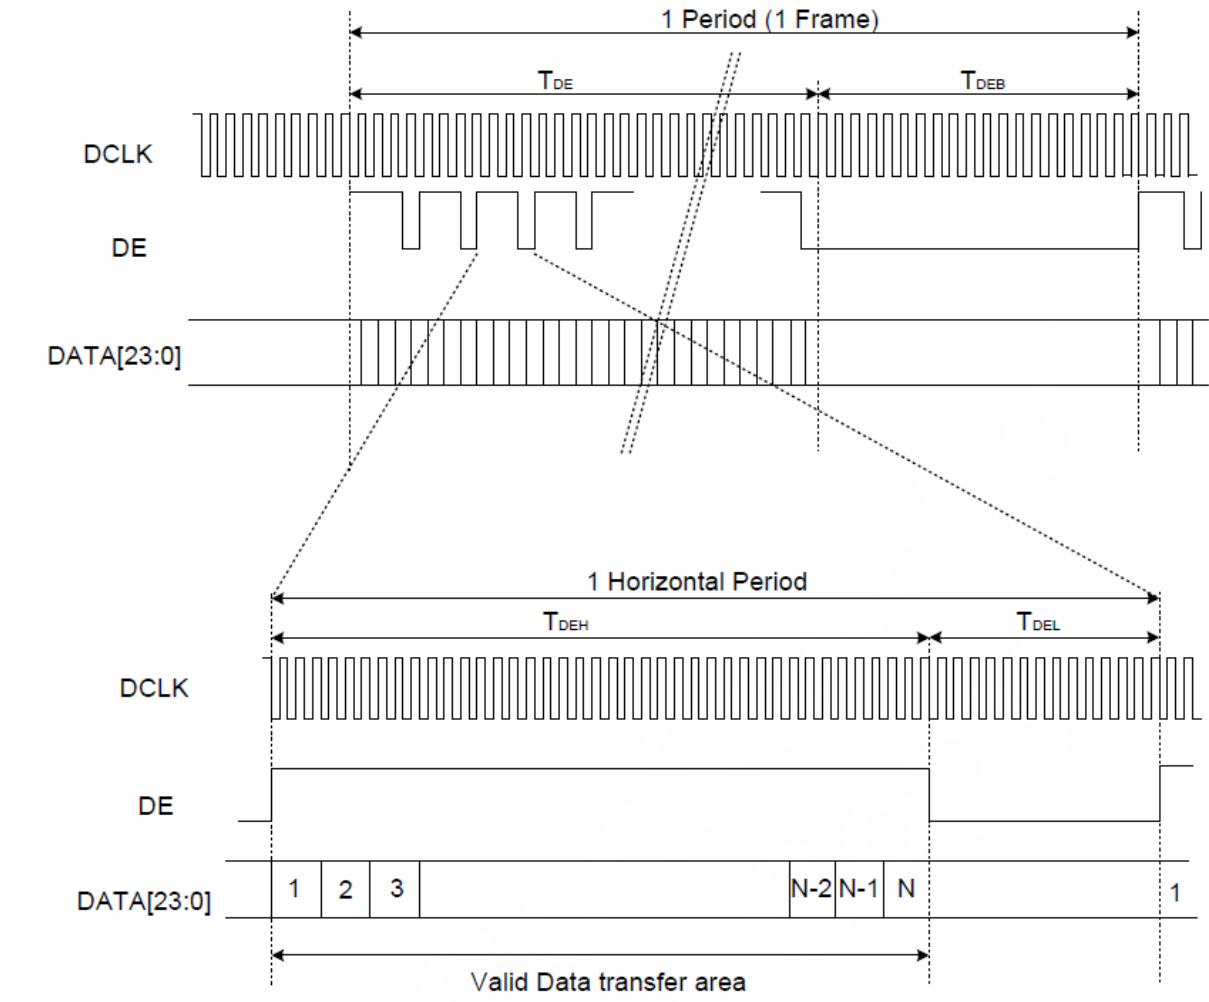 1 Period (1 Frame)
TDE
TDEB
DCLK
DE
DATA[23:0]
1 Horizontal Period
TDEH
TDEL
DCLK
DE
DATA[23:0]
1 2 3 N-2 N-1 N 1
Valid Data transfer area